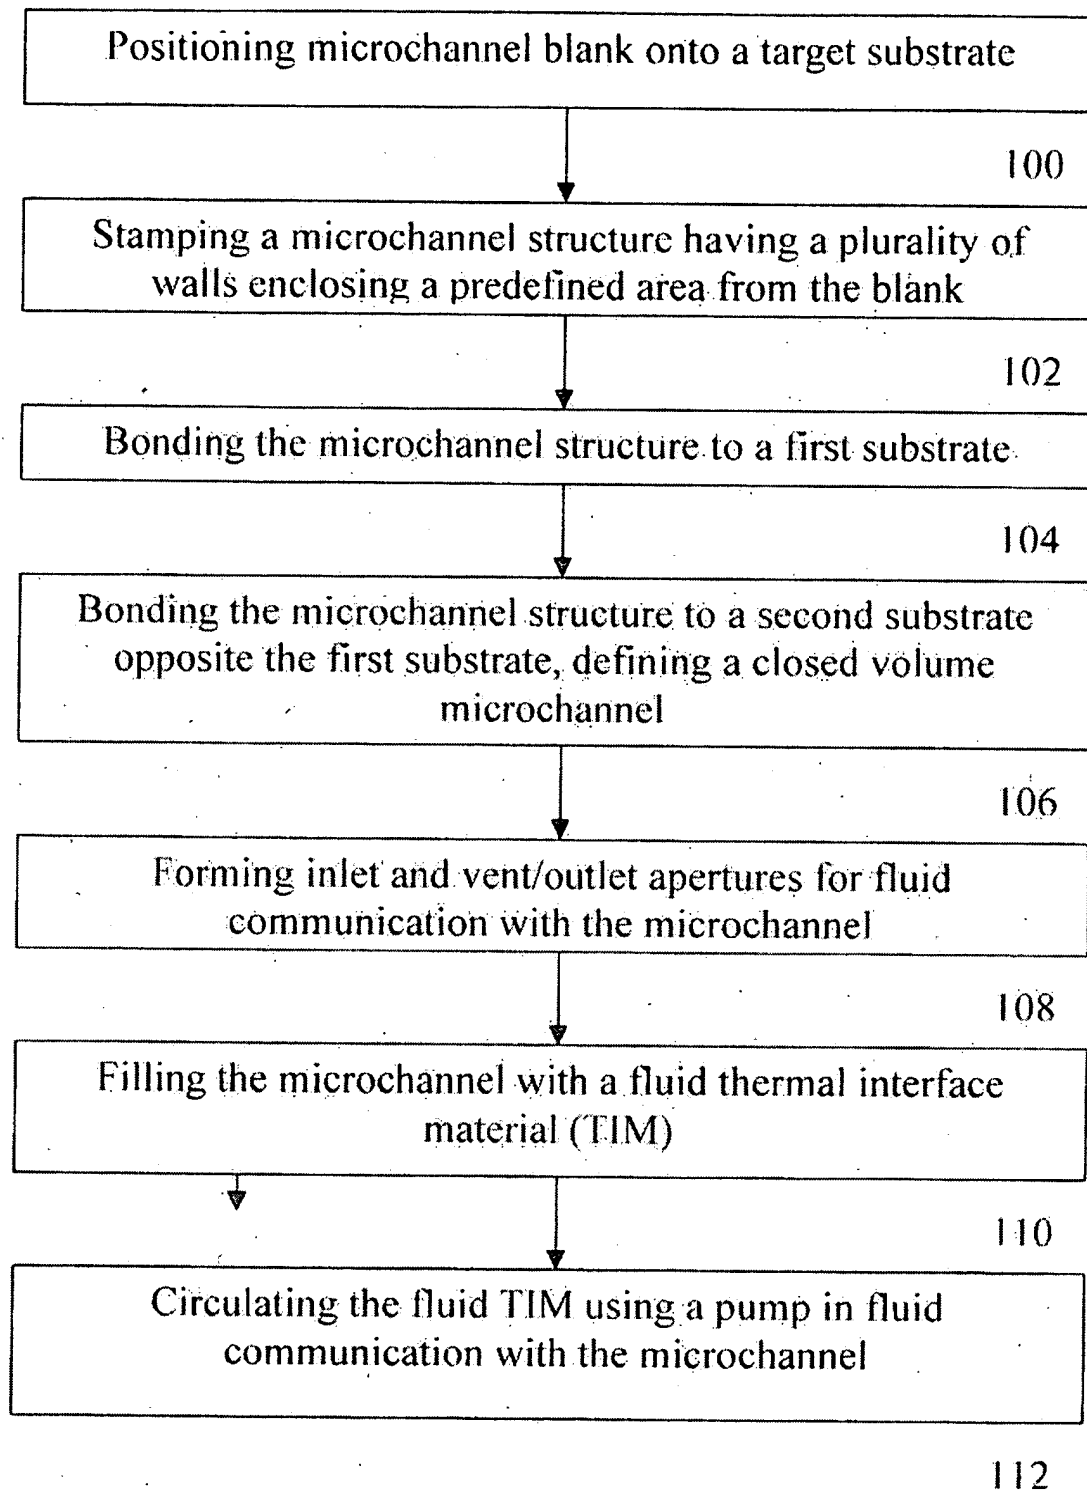 Positioning microchannel blank onto a target substrate
100
Stamping a microchannel structure having a plurality of
walls enclosing a predefined area from the blank
102
Bonding the microchannel structure to a first substrate
104
Bonding the microchannel structure to a second substrate
opposite the first substrate, defining a closed volume
microchannel
106
Forming inlet and vent/outlet apertures for fluid
communication with the microchannel
108
Filling the microchannel with a fluid thermal interface
material (TIM)
110
Circulating the fluid TIM using a pump in fluid
communication with the microchannel
112